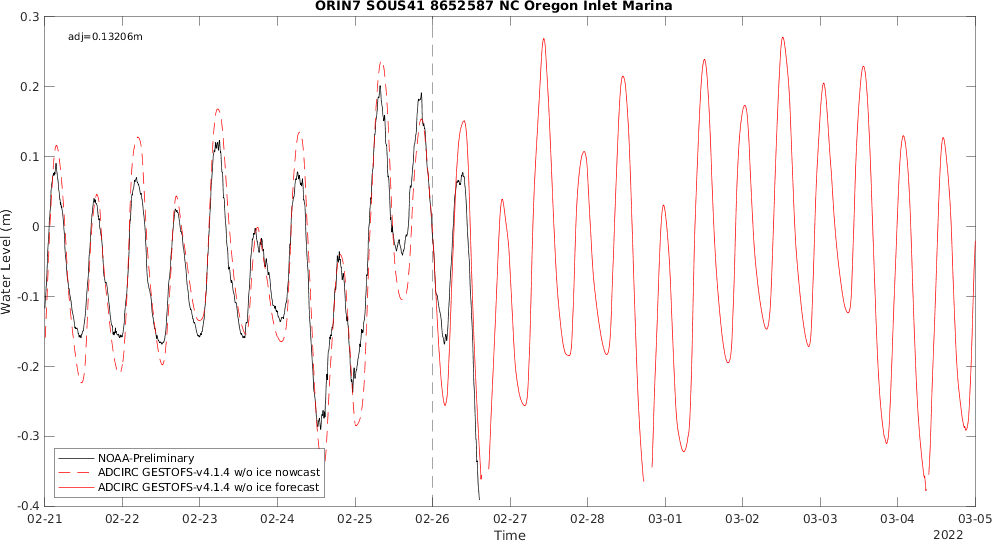 ORIN7 SOUS41 8652587 NC Oregon Inlet Marina
adj=0.13206m
0.3
0.2
0.1
0
-0.1
-0.2
-0.3
-0.4
Water Level (m)
NOAA-Preliminary
ADCIRC GESTOFS-v4.1.4 w/o ice nowcast
ADCIRC GESTOFS-v4.1.4 w/o ice forecast
02-21 02-22 02-23 02-24 02-25 02-26 02-27 02-28 03-01 03-02 03-03 03-04 03-05
Time
2022